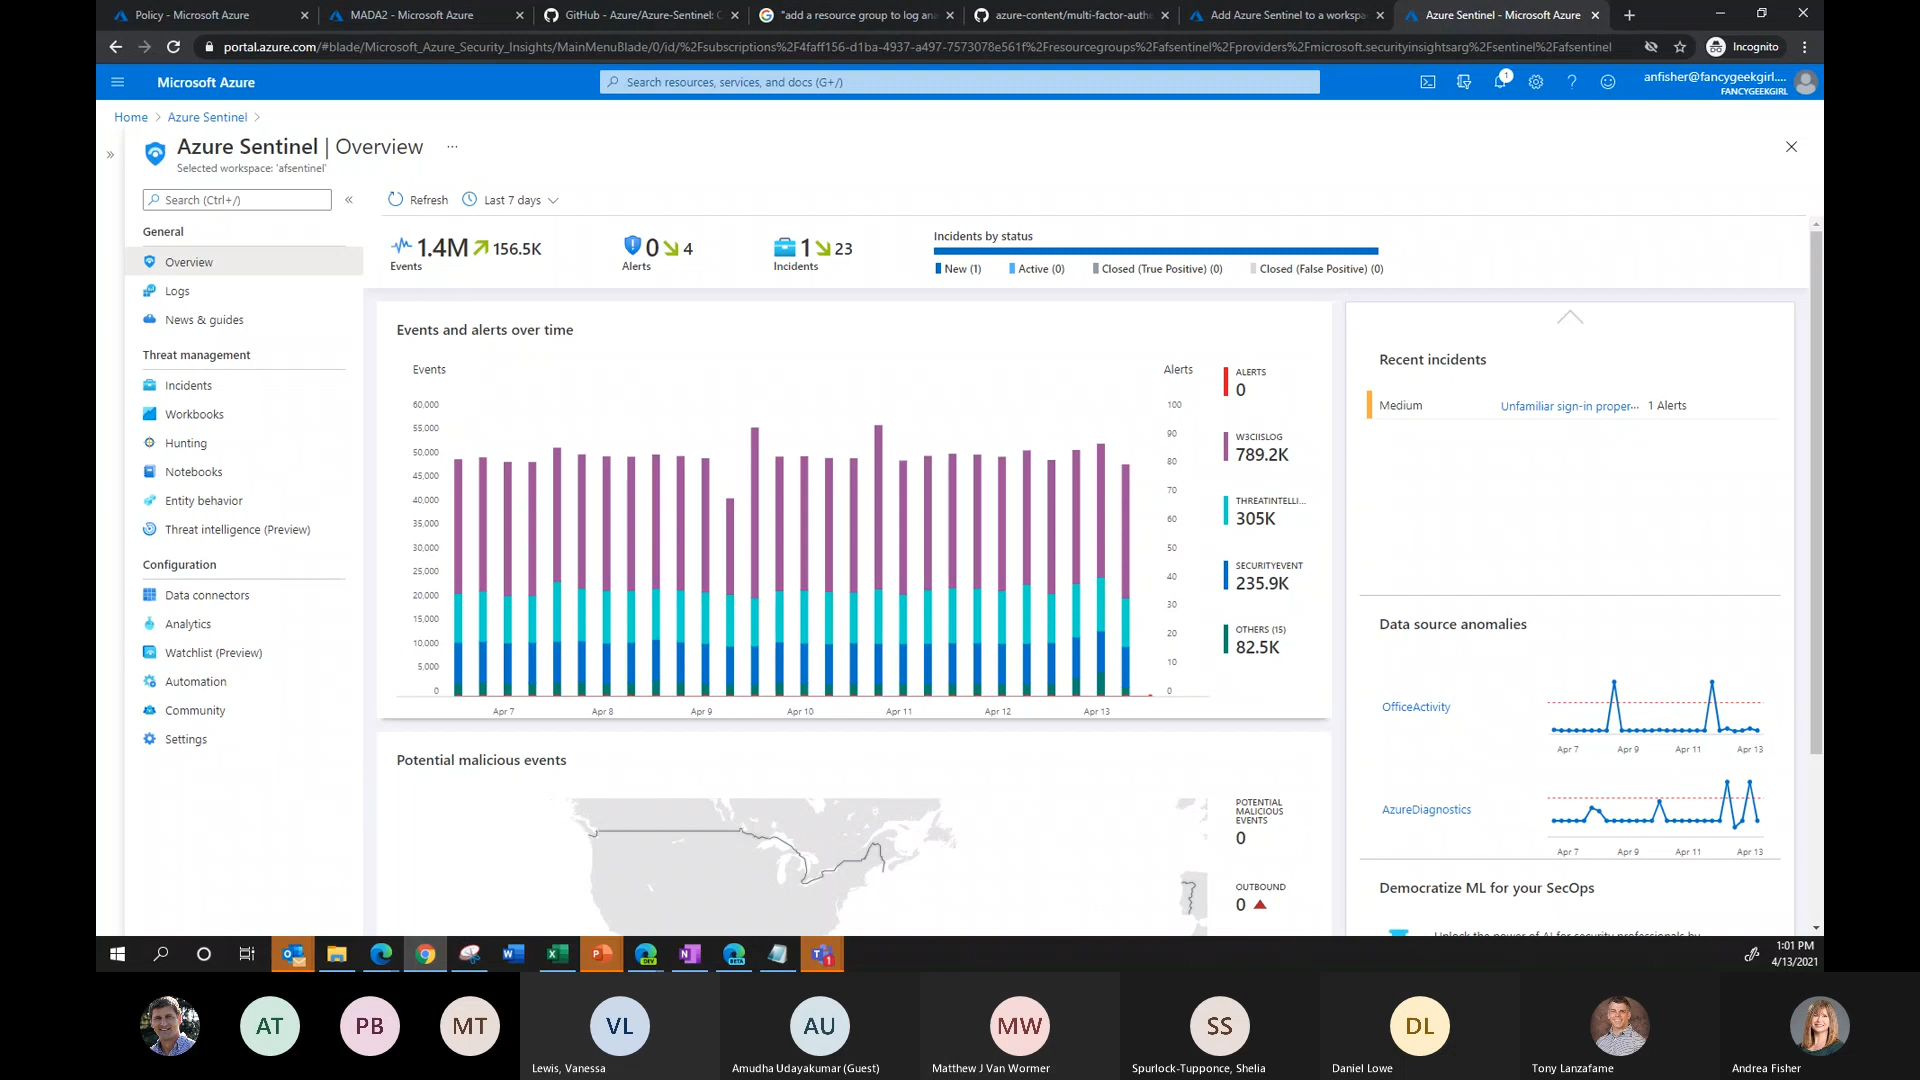 Policy - Microsoft Azure
MADA2 - Microsoft Azure
GitHub - Azure/Azure-Sentinel: C
"add a resource group to log ana
azure-content/multi-factor-authe
Add Azure Sentinel to a workspa
Azure Sentinel - Microsoft Azure
portal.azure.com/#blade/Microsoft_Azure_Security_Insights/MainMenuBlade/0/id/%2Fsubscriptions%2F4faff156-d1ba-4937-a497-7573078e561f%2Fresourcegroups%2Fafsentinel%2Fproviders%2Fmicrosoft.securityinsightsarg%2Fsentinel%2Fafsentinel
Incognito
Microsoft Azure
Search resources, services, and docs (G+/)
1
anfisher@fancygeekgirl....
FANCYGEEKGIRL
Home > Azure Sentinel >
Azure Sentinel | Overview ...
Selected workspace: 'afsentinel'
Search (Ctrl+/)
«
Refresh
Last 7 days
General
Overview
Logs
News & guides
Threat management
Incidents
Workbooks
Hunting
Notebooks
Entity behavior
Threat intelligence (Preview)
Configuration
Data connectors
Analytics
Watchlist (Preview)
Automation
Community
Settings
1.4M 156.5K
Events
0 4
Alerts
1 23
Incidents
Incidents by status
New (1)
Active (0)
Closed (True Positive) (0)
Closed (False Positive) (0)
Events and alerts over time
Events
Alerts
60,000
55,000
50,000
45,000
40,000
35,000
30,000
25,000
20,000
15,000
10,000
5,000
0
100
90
80
70
60
50
40
30
20
10
0
Apr 7
Apr 8
Apr 9
Apr 10
Apr 11
Apr 12
Apr 13
ALERTS
0
W3CIISLOG
789.2K
THREATINTELLI...
305K
SECURITYEVENT
235.9K
OTHERS (15)
82.5K
Potential malicious events
POTENTIAL
MALICIOUS
EVENTS
0
OUTBOUND
0
Recent incidents
Medium
Unfamiliar sign-in proper...
1 Alerts
Data source anomalies
OfficeActivity
Apr 7
Apr 9
Apr 11
Apr 13
AzureDiagnostics
Apr 7
Apr 9
Apr 11
Apr 13
Democratize ML for your SecOps
Unlock the power of AI for security professionals by
1:01 PM
4/13/2021
AT
PB
MT
VL
Lewis, Vanessa
AU
Amudha Udayakumar (Guest)
MW
Matthew J Van Wormer
SS
Spurlock-Tupponce, Shelia
DL
Daniel Lowe
Tony Lanzafame
Andrea Fisher